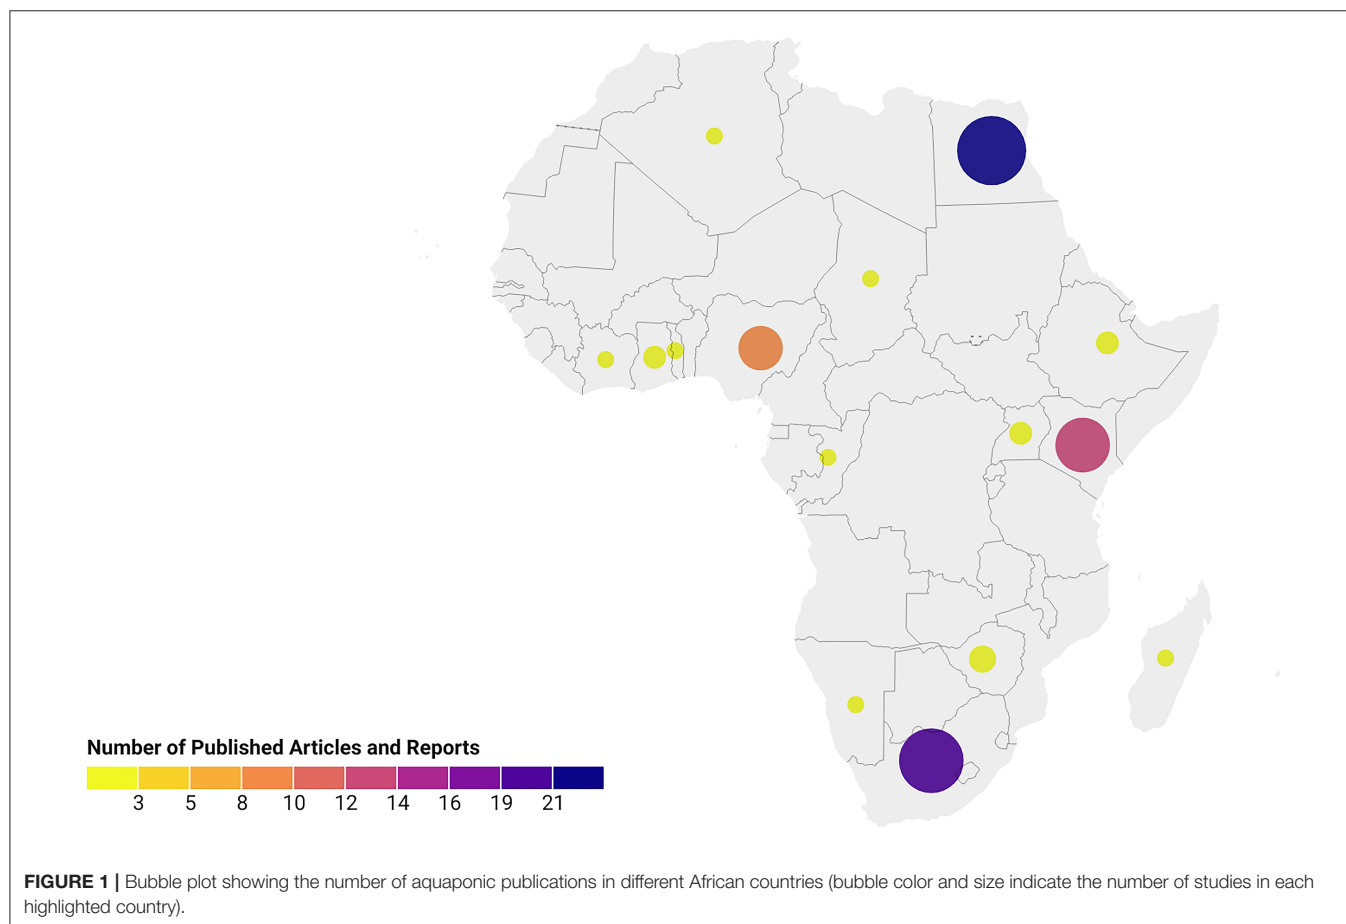 Number of Published Articles and Reports
3 5 8 10 12 14 16 19 21
FIGURE 1 | Bubble plot showing the number of aquaponic publications in different African countries (bubble color and size indicate the number of studies in each
highlighted country).